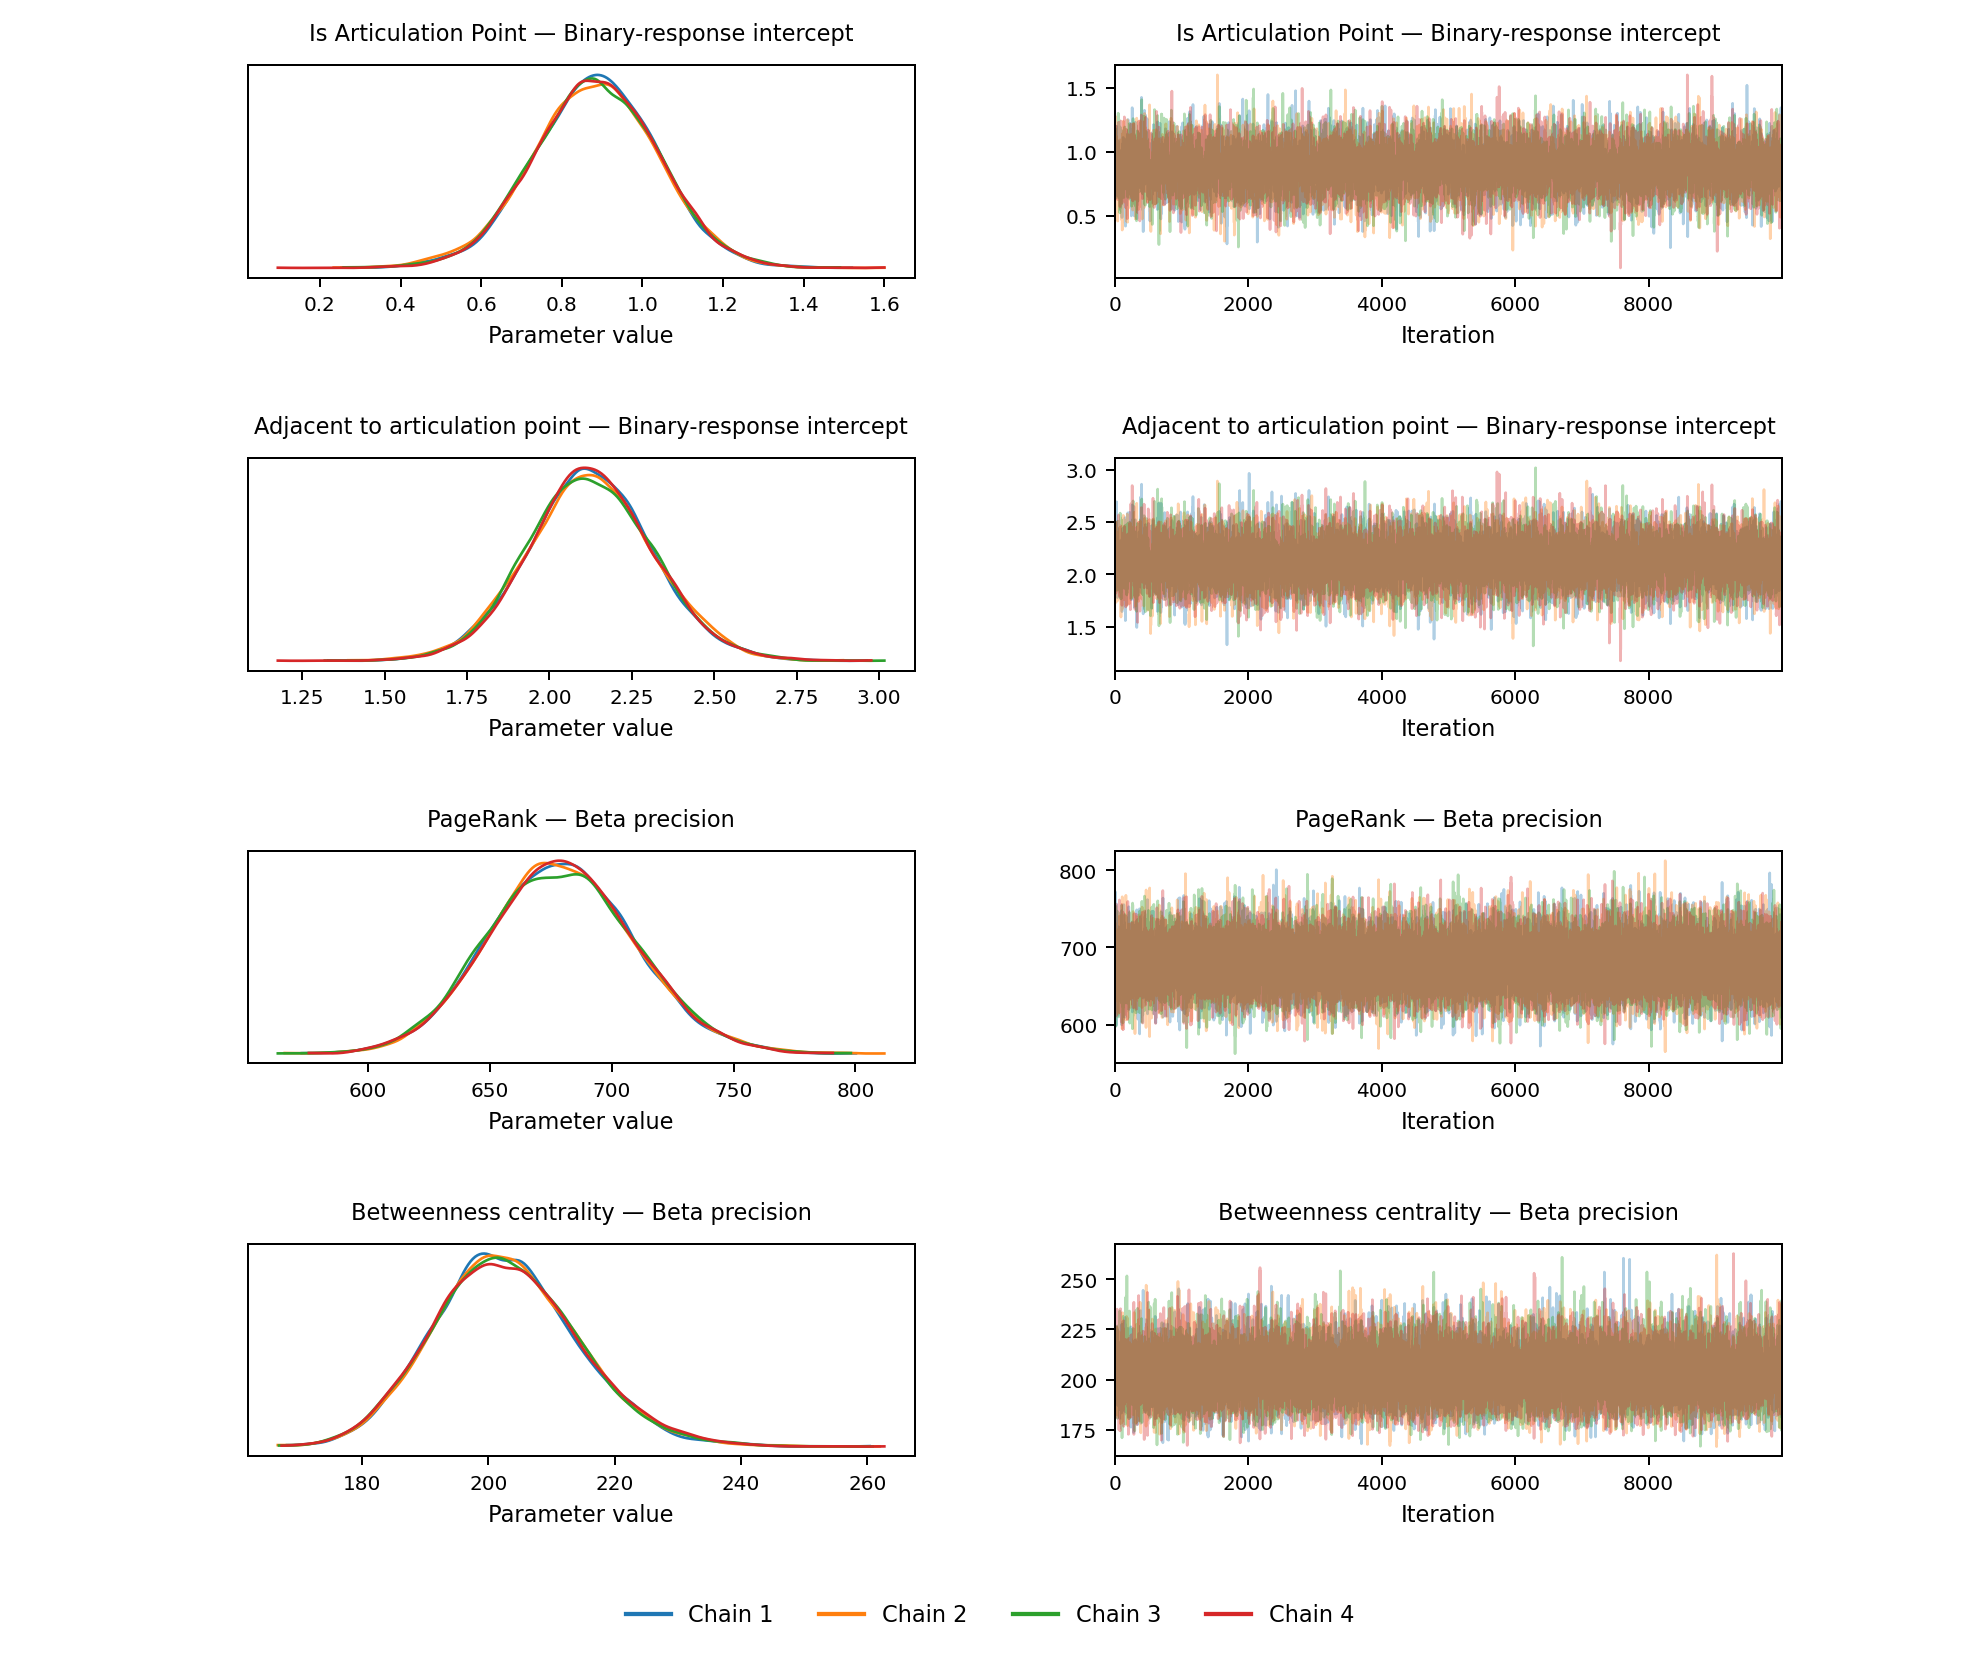 Is Articulation Point — Binary-response intercept
0.2 0.4 0.6 0.8 1.0 1.2 1.4 1.6
Parameter value
Is Articulation Point — Binary-response intercept
1.5
1.0
0.5
0 2000 4000 6000 8000
Iteration
Adjacent to articulation point — Binary-response intercept
1.25 1.50 1.75 2.00 2.25 2.50 2.75 3.00
Parameter value
Adjacent to articulation point — Binary-response intercept
3.0
2.5
2.0
1.5
0 2000 4000 6000 8000
Iteration
PageRank — Beta precision
600 650 700 750 800
Parameter value
PageRank — Beta precision
800
700
600
0 2000 4000 6000 8000
Iteration
Betweenness centrality — Beta precision
180 200 220 240 260
Parameter value
Betweenness centrality — Beta precision
250
225
200
175
0 2000 4000 6000 8000
Iteration
Chain 1 Chain 2 Chain 3 Chain 4